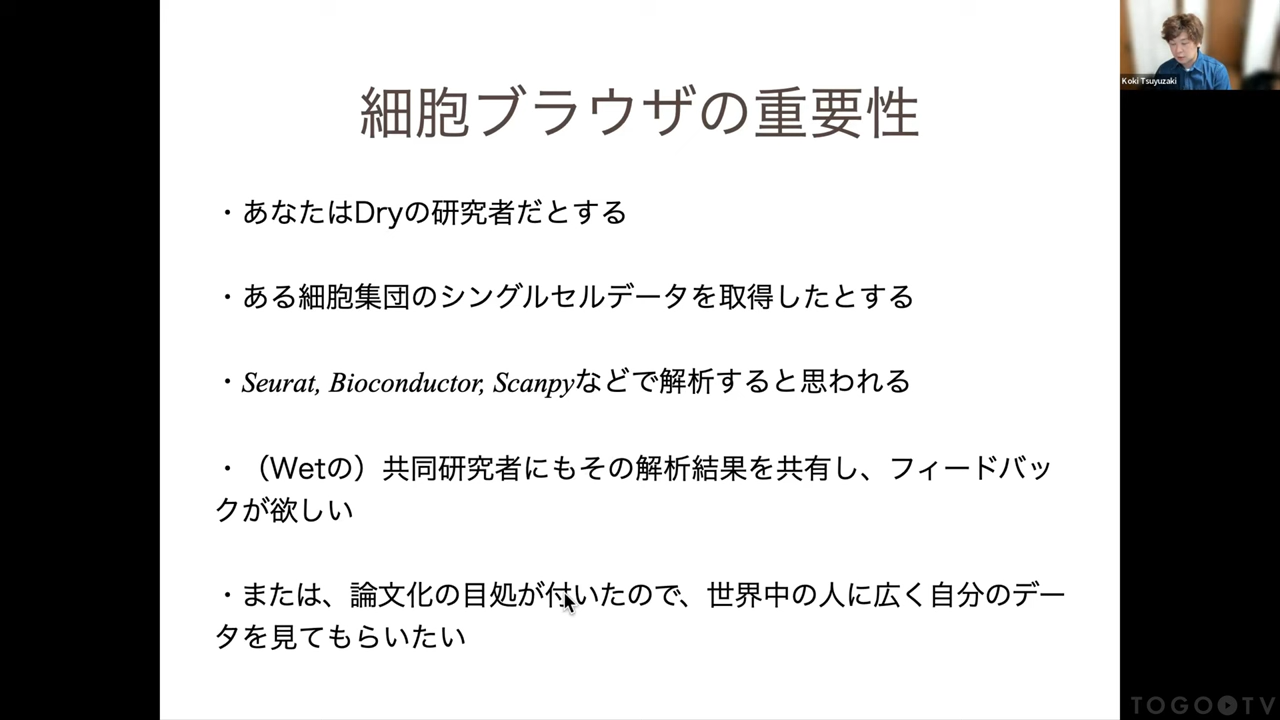 細胞ブラウザの重要性
・あなたはDryの研究者だとする
・ある細胞集団のシングルセルデータを取得したとする
・Seurat, Bioconductor, Scanpyなどで解析すると思われる
・（Wetの）共同研究者にもその解析結果を共有し、フィードバッ
クが欲しい
・または、論文化の目処が付いたので、世界中の人に広く自分のデー
タを見てもらいたい
Koki Tsuyuzaki
TOGOTV